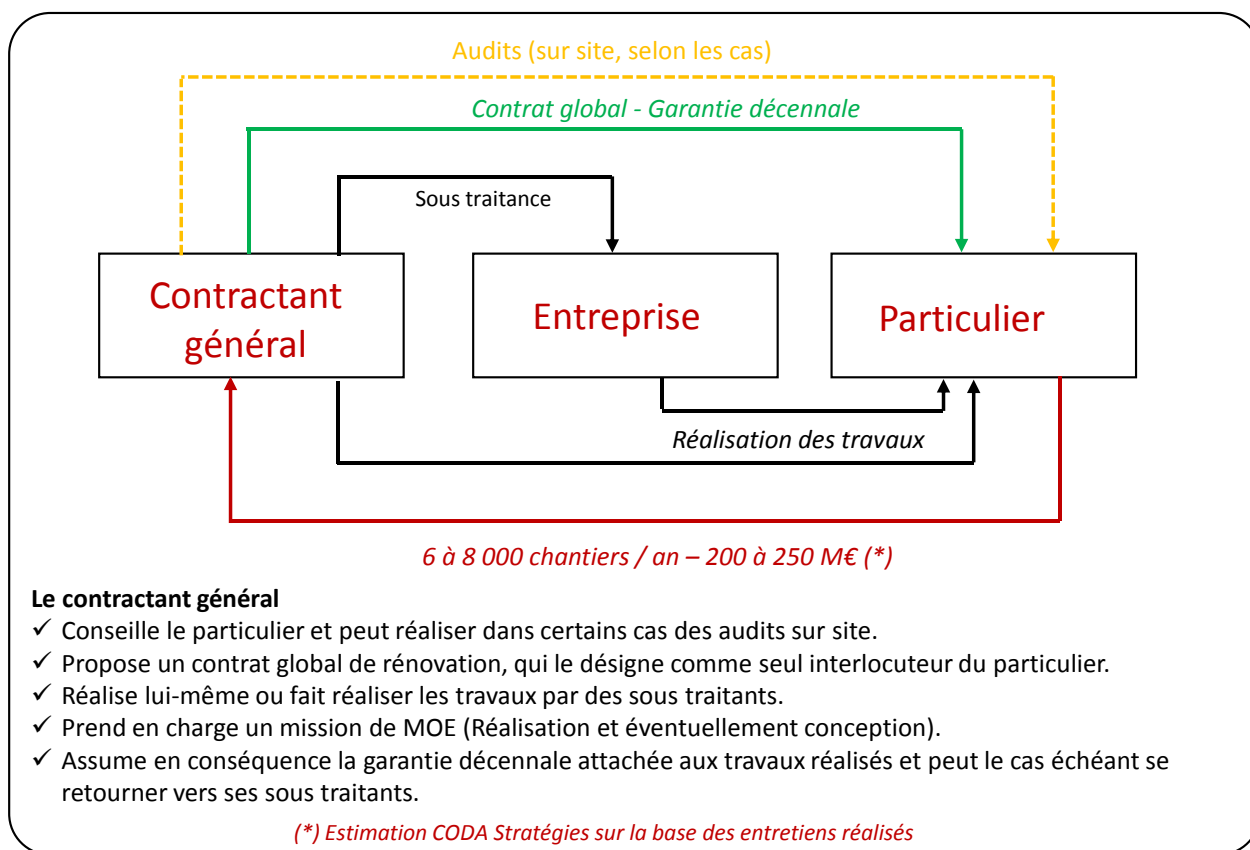 Audits (sur site, selon les cas)
Contrat global - Garantie décennale
Sous traitance
Contractant
général
Entreprise
Particulier
Réalisation des travaux
6 à 8 000 chantiers / an – 200 à 250 M€ (*)
Le contractant général
✓ Conseille le particulier et peut réaliser dans certains cas des audits sur site.
✓ Propose un contrat global de rénovation, qui le désigne comme seul interlocuteur du particulier.
✓ Réalise lui-même ou fait réaliser les travaux par des sous traitants.
✓ Prend en charge un mission de MOE (Réalisation et éventuellement conception).
✓ Assume en conséquence la garantie décennale attachée aux travaux réalisés et peut le cas échéant se
retourner vers ses sous traitants.
(*) Estimation CODA Stratégies sur la base des entretiens réalisés